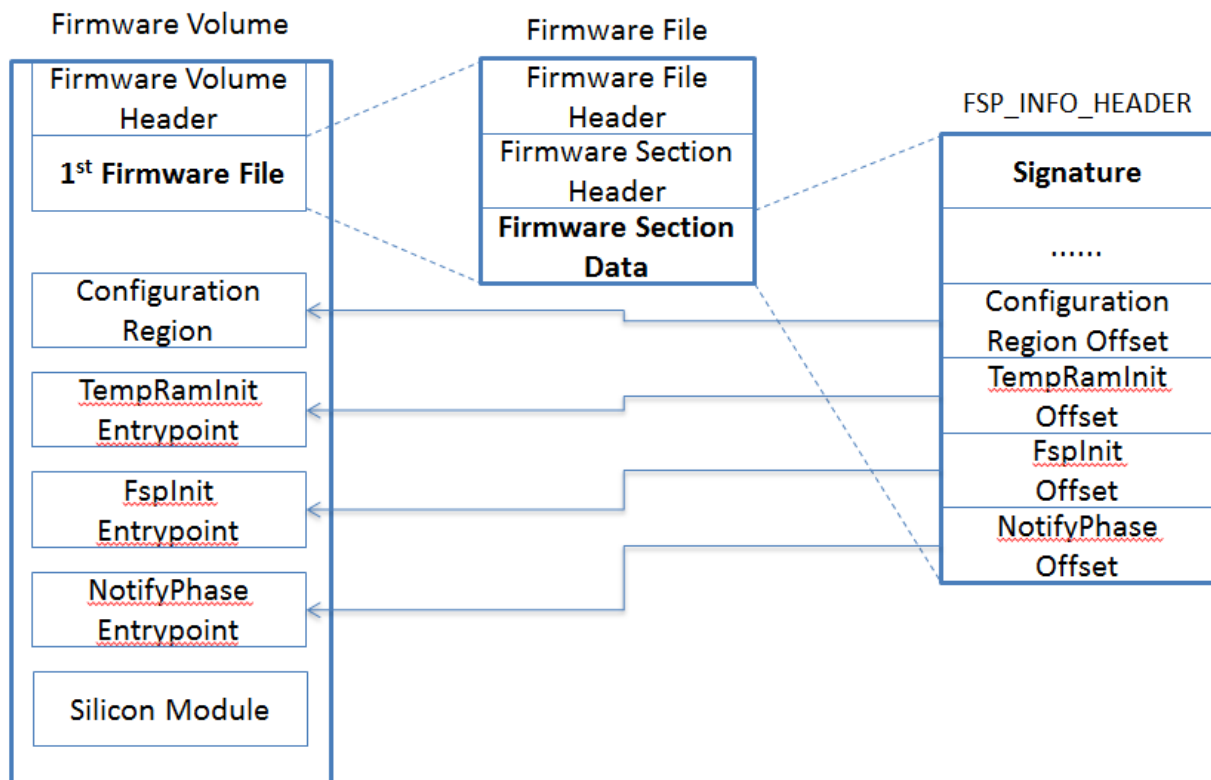 Firmware Volume
Firmware Volume
Header
1st Firmware File
Configuration
Region
TempRamInit
Entrypoint
FspInit
Entrypoint
NotifyPhase
Entrypoint
Silicon Module
Firmware File
Firmware File
Header
Firmware Section
Header
Firmware Section
Data
FSP_INFO_HEADER
Signature
......
Configuration
Region Offset
TempRamInit
Offset
FspInit
Offset
NotifyPhase
Offset